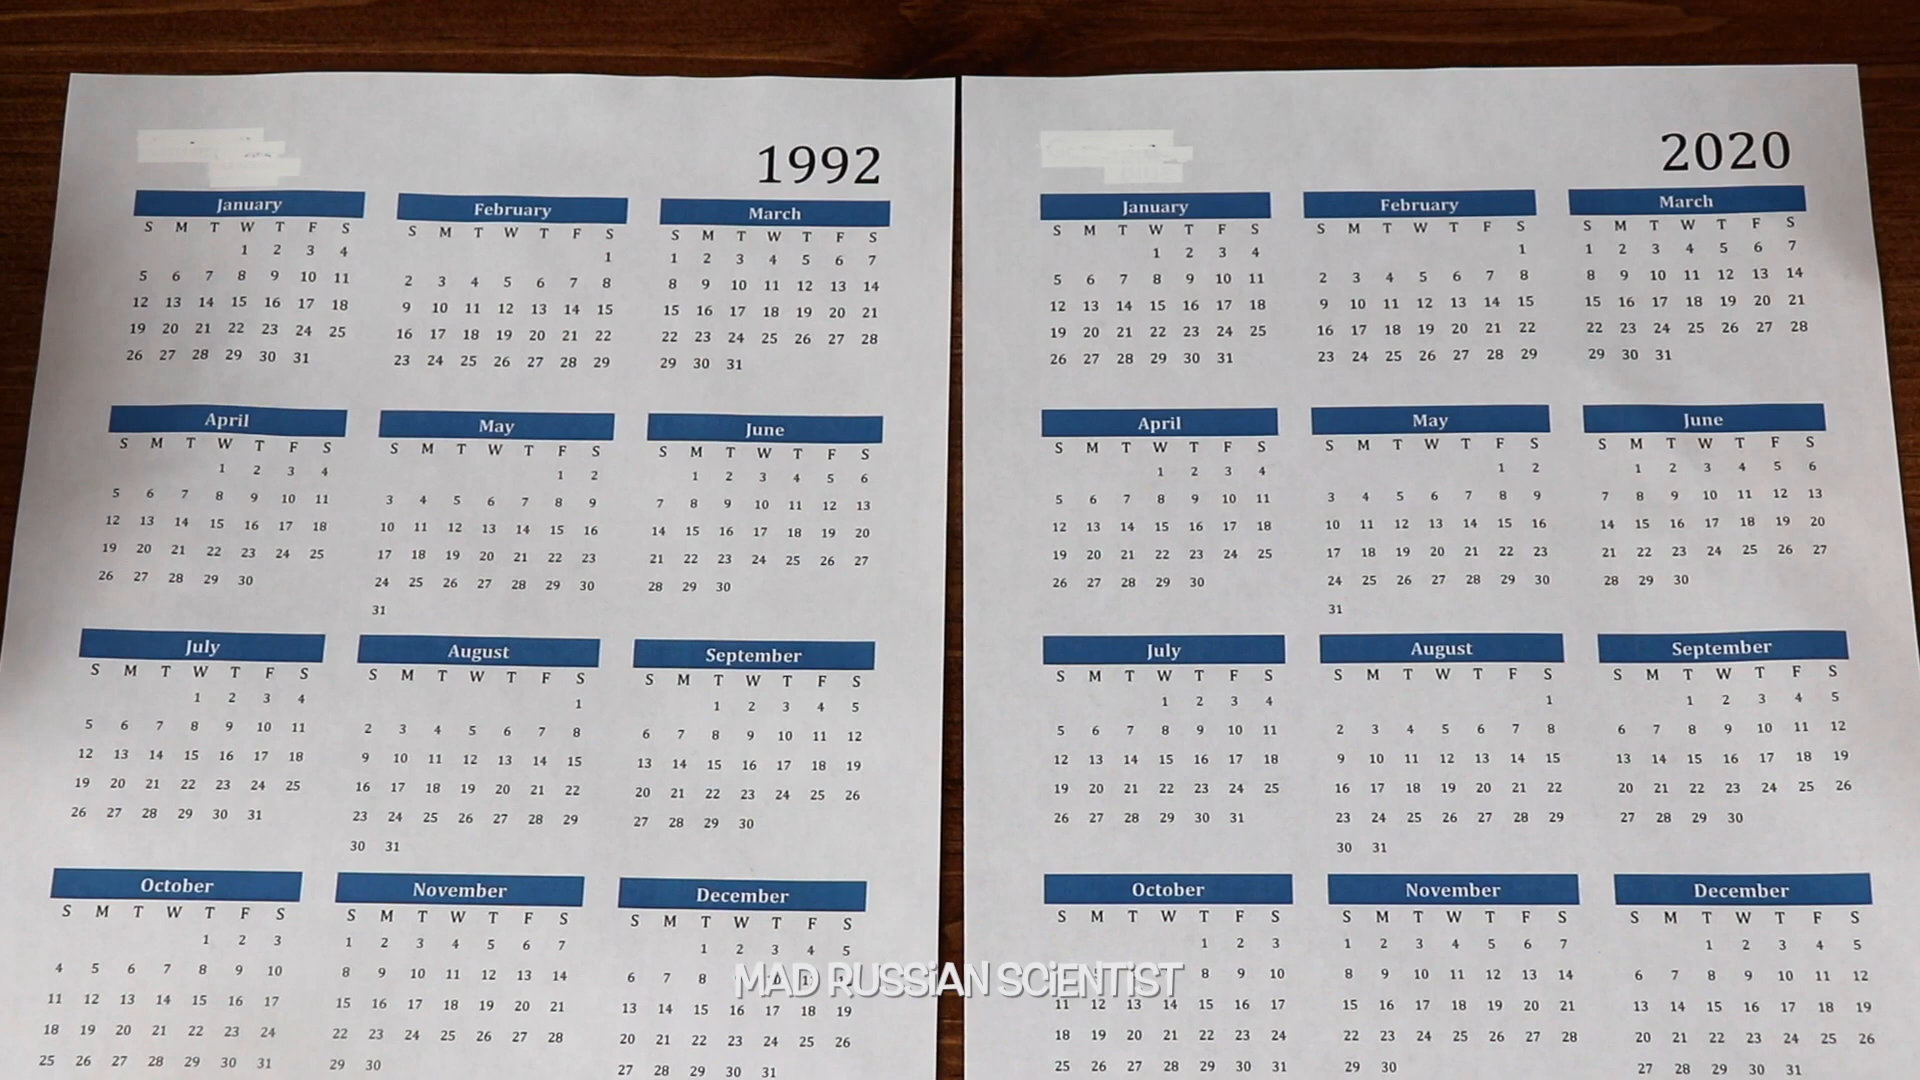 1992
January
S M T W T F S
1 2 3 4
5 6 7 8 9 10 11
12 13 14 15 16 17 18
19 20 21 22 23 24 25
26 27 28 29 30 31
February
S M T W T F S
1
2 3 4 5 6 7 8
9 10 11 12 13 14 15
16 17 18 19 20 21 22
23 24 25 26 27 28 29
March
S M T W T F S
1 2 3 4 5 6 7
8 9 10 11 12 13 14
15 16 17 18 19 20 21
22 23 24 25 26 27 28
29 30 31
April
S M T W T F S
1 2 3 4
5 6 7 8 9 10 11
12 13 14 15 16 17 18
19 20 21 22 23 24 25
26 27 28 29 30
May
S M T W T F S
1 2
3 4 5 6 7 8 9
10 11 12 13 14 15 16
17 18 19 20 21 22 23
24 25 26 27 28 29 30
31
June
S M T W T F S
1 2 3 4 5 6
7 8 9 10 11 12 13
14 15 16 17 18 19 20
21 22 23 24 25 26 27
28 29 30
July
S M T W T F S
1 2 3 4
5 6 7 8 9 10 11
12 13 14 15 16 17 18
19 20 21 22 23 24 25
26 27 28 29 30 31
August
S M T W T F S
1
2 3 4 5 6 7 8
9 10 11 12 13 14 15
16 17 18 19 20 21 22
23 24 25 26 27 28 29
30 31
September
S M T W T F S
1 2 3 4 5
6 7 8 9 10 11 12
13 14 15 16 17 18 19
20 21 22 23 24 25 26
27 28 29 30
October
S M T W T F S
1 2 3
4 5 6 7 8 9 10
11 12 13 14 15 16 17
18 19 20 21 22 23 24
25 26 27 28 29 30 31
November
S M T W T F S
1 2 3 4 5 6 7
8 9 10 11 12 13 14
15 16 17 18 19 20 21
22 23 24 25 26 27 28
29 30
December
S M T W T F S
1 2 3 4 5
6 7 8
13 14 15 16 17 18 19
20 21 22 23 24 25 26
27 28 29 30 31
2020
January
S M T W T F S
1 2 3 4
5 6 7 8 9 10 11
12 13 14 15 16 17 18
19 20 21 22 23 24 25
26 27 28 29 30 31
February
S M T W T F S
1
2 3 4 5 6 7 8
9 10 11 12 13 14 15
16 17 18 19 20 21 22
23 24 25 26 27 28 29
March
S M T W T F S
1 2 3 4 5 6 7
8 9 10 11 12 13 14
15 16 17 18 19 20 21
22 23 24 25 26 27 28
29 30 31
April
S M T W T F S
1 2 3 4
5 6 7 8 9 10 11
12 13 14 15 16 17 18
19 20 21 22 23 24 25
26 27 28 29 30
May
S M T W T F S
1 2
3 4 5 6 7 8 9
10 11 12 13 14 15 16
17 18 19 20 21 22 23
24 25 26 27 28 29 30
31
June
S M T W T F S
1 2 3 4 5 6
7 8 9 10 11 12 13
14 15 16 17 18 19 20
21 22 23 24 25 26 27
28 29 30
July
S M T W T F S
1 2 3 4
5 6 7 8 9 10 11
12 13 14 15 16 17 18
19 20 21 22 23 24 25
26 27 28 29 30 31
August
S M T W T F S
1
2 3 4 5 6 7 8
9 10 11 12 13 14 15
16 17 18 19 20 21 22
23 24 25 26 27 28 29
30 31
September
S M T W T F S
1 2 3 4 5
6 7 8 9 10 11 12
13 14 15 16 17 18 19
20 21 22 23 24 25 26
27 28 29 30
October
S M T W T F S
1 2 3
8 9 10
11 12 13 14 15 16 17
18 19 20 21 22 23 24
25 26 27 28 29 30 31
November
S M T W T F S
1 2 3 4 5 6 7
8 9 10 11 12 13 14
15 16 17 18 19 20 21
22 23 24 25 26 27 28
29 30
December
S M T W T F S
1 2 3 4 5
6 7 8 9 10 11 12
13 14 15 16 17 18 19
20 21 22 23 24 25 26
27 28 29 30 31
MAD RUSSiAN SCiENTiST